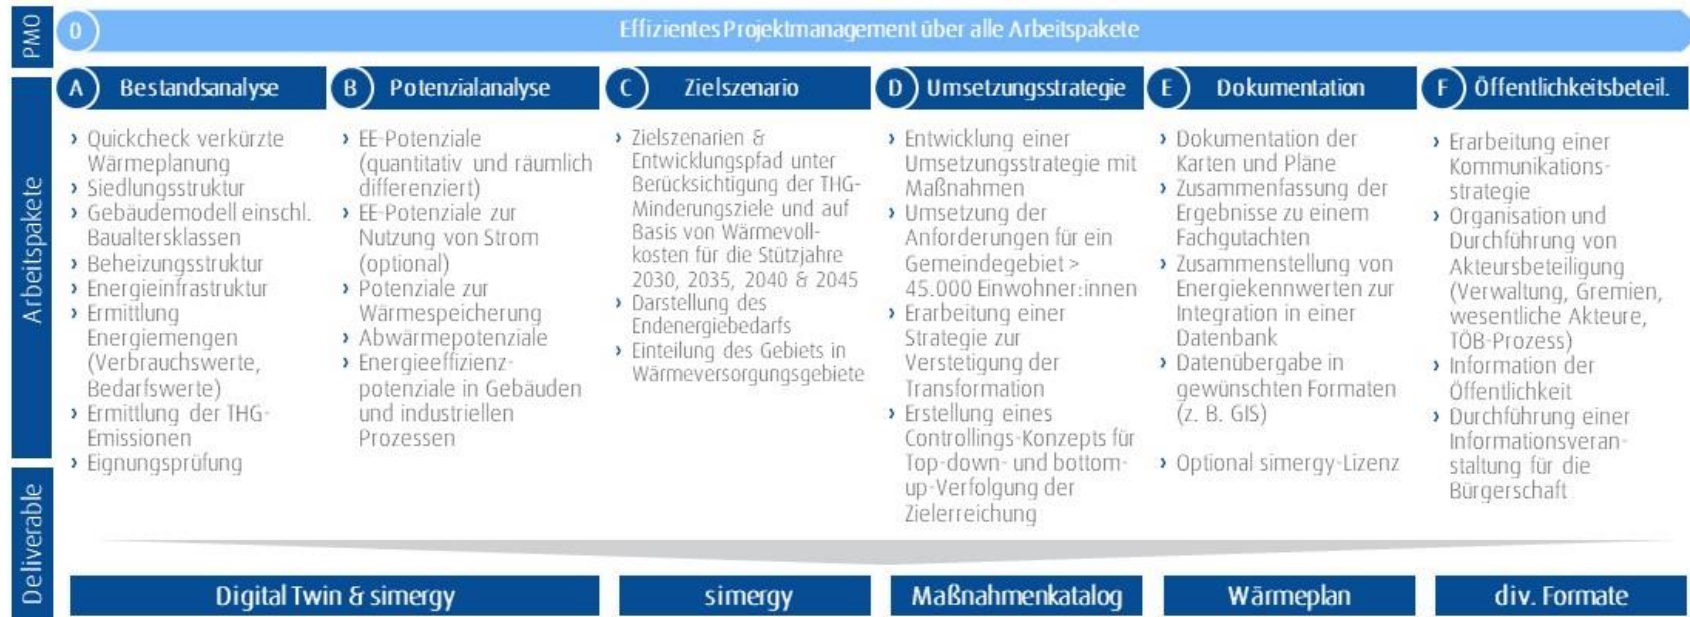 PMO
0
Effizientes Projektmanagement über alle Arbeitspakete
Arbeitspakete
A
Bestandsanalyse
› Quickcheck verkürzte
Wärmeplanung
› Siedlungsstruktur
› Gebäudemodell einschl.
Baualtersklassen
› Beheizungsstruktur
› Energieinfrastruktur
› Ermittlung
Energiemengen
(Verbrauchswerte,
Bedarfswerte)
› Ermittlung der THG-
Emissionen
› Eignungsprüfung
B
Potenzialanalyse
› EE-Potenziale
(quantitativ und räumlich
differenziert)
› EE-Potenziale zur
Nutzung von Strom
(optional)
› Potenziale zur
Wärmespeicherung
› Abwärmepotenziale
› Energieeffizienz-
potenziale in Gebäuden
und industriellen
Prozessen
C
Zielszenario
› Zielszenarien &
Entwicklungspfad unter
Berücksichtigung der THG-
Minderungsziele und auf
Basis von Wärmevoll-
kosten für die Stützjahre
2030, 2035, 2040 & 2045
› Darstellung des
Endenergiebedarfs
› Einteilung des Gebiets in
Wärmeversorgungsgebiete
D
Umsetzungsstrategie
› Entwicklung einer
Umsetzungsstrategie mit
Maßnahmen
› Umsetzung der
Anforderungen für ein
Gemeindegebiet >
45.000 Einwohner:innen
› Erarbeitung einer
Strategie zur
Verstetigung der
Transformation
› Erstellung eines
Controllings-Konzepts für
Top-down- und bottom-
up-Verfolgung der
Zielerreichung
E
Dokumentation
› Dokumentation der
Karten und Pläne
› Zusammenfassung der
Ergebnisse zu einem
Fachgutachten
› Zusammenstellung von
Energiekennwerten zur
Integration in einer
Datenbank
› Datenübergabe in
gewünschten Formaten
(z. B. GIS)
› Optional simergy-Lizenz
F
Öffentlichkeitsbeteil.
› Erarbeitung einer
Kommunikations-
strategie
› Organisation und
Durchführung von
Akteursbeteiligung
(Verwaltung, Gremien,
wesentliche Akteure,
TÖB-Prozess)
› Information der
Öffentlichkeit
› Durchführung einer
Informationsveran-
staltung für die
Bürgerschaft
Deliverable
Digital Twin & simergy
simergy
Maßnahmenkatalog
Wärmeplan
div. Formate